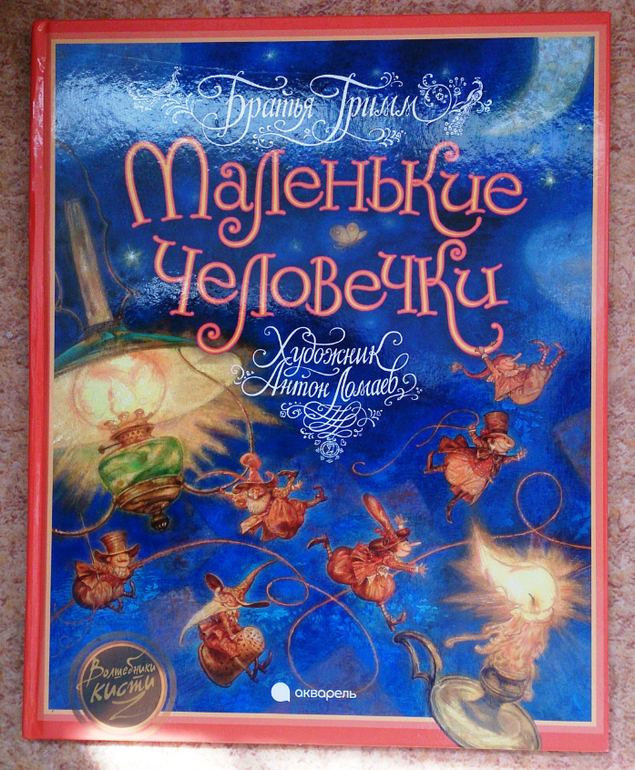 Братья Гримм
Маленькие
человечки
Художник
Антон Ломаев
Волшебники
кисти
акварель